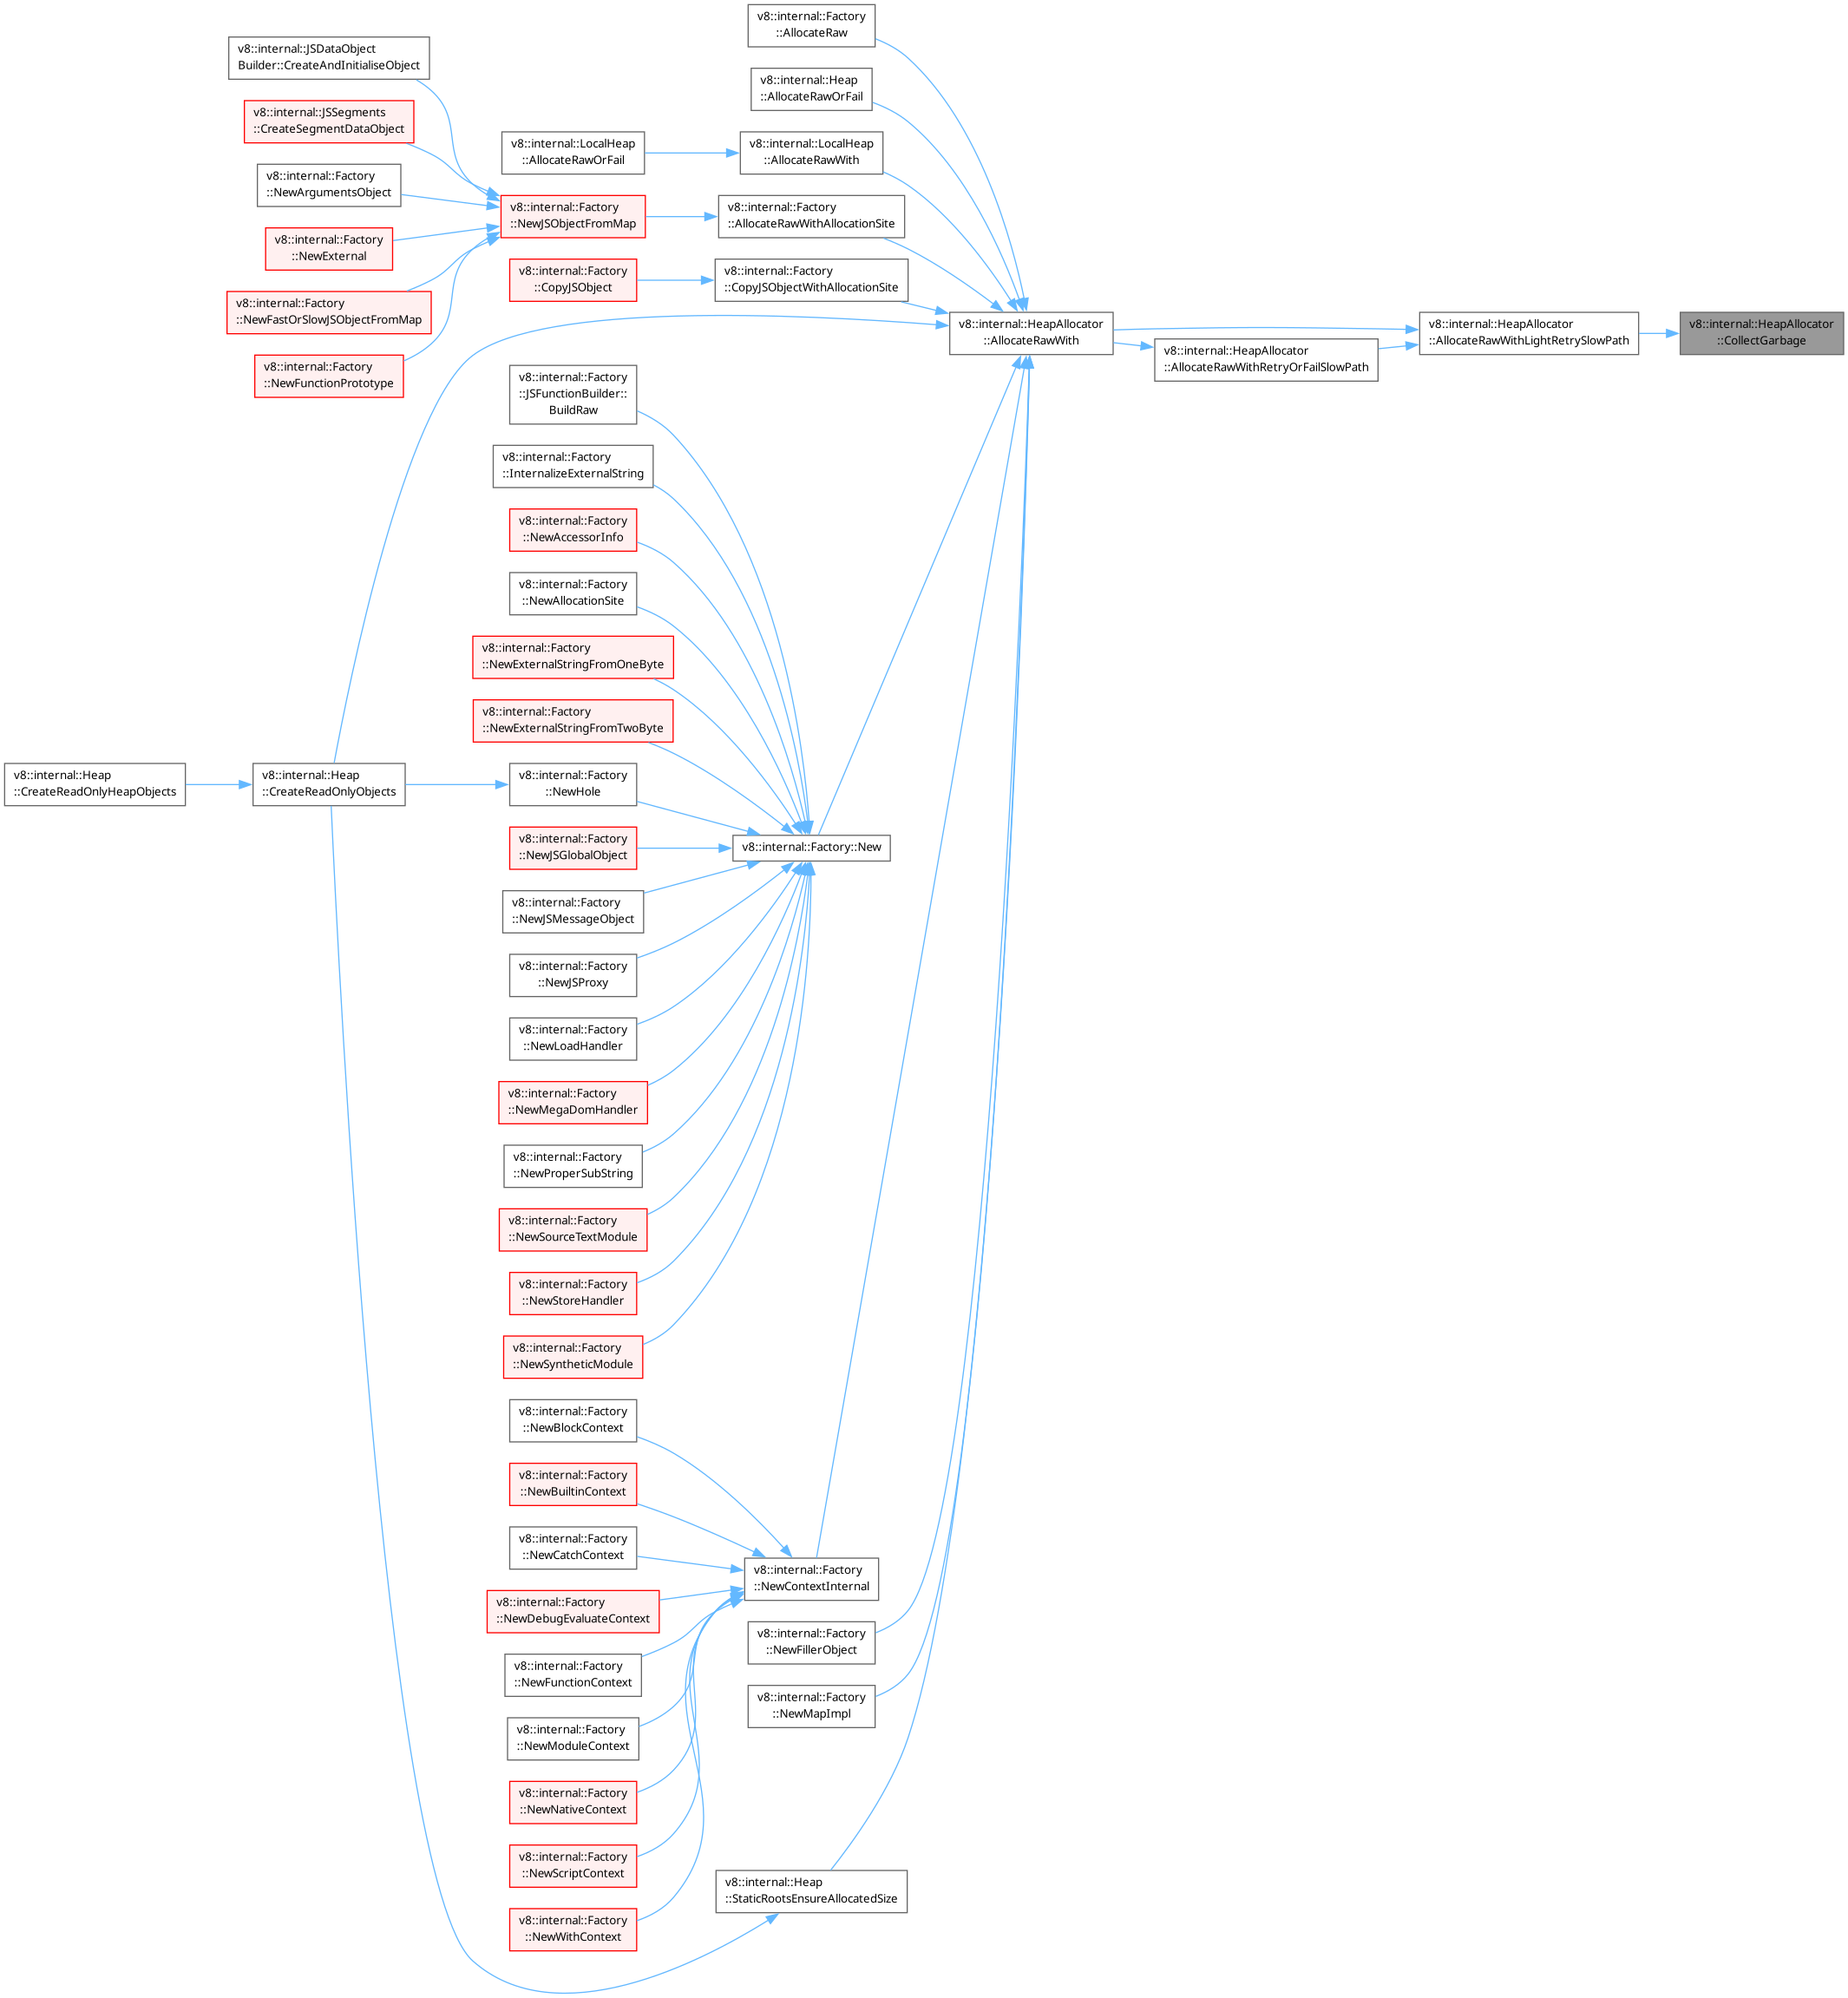 v8::internal::Factory
::AllocateRaw
v8::internal::JSDataObject
Builder::CreateAndInitialiseObject
v8::internal::Heap
::AllocateRawOrFail
v8::internal::JSSegments
::CreateSegmentDataObject
v8::internal::LocalHeap
::AllocateRawOrFail
v8::internal::LocalHeap
::AllocateRawWith
v8::internal::Factory
::NewArgumentsObject
v8::internal::Factory
::NewJSObjectFromMap
v8::internal::Factory
::AllocateRawWithAllocationSite
v8::internal::Factory
::NewExternal
v8::internal::Factory
::CopyJSObject
v8::internal::Factory
::CopyJSObjectWithAllocationSite
v8::internal::Factory
::NewFastOrSlowJSObjectFromMap
v8::internal::HeapAllocator
::AllocateRawWith
v8::internal::HeapAllocator
::AllocateRawWithRetryOrFailSlowPath
v8::internal::HeapAllocator
::AllocateRawWithLightRetrySlowPath
v8::internal::HeapAllocator
::CollectGarbage
v8::internal::Factory
::NewFunctionPrototype
v8::internal::Factory
::JSFunctionBuilder::
BuildRaw
v8::internal::Factory
::InternalizeExternalString
v8::internal::Factory
::NewAccessorInfo
v8::internal::Factory
::NewAllocationSite
v8::internal::Factory
::NewExternalStringFromOneByte
v8::internal::Factory
::NewExternalStringFromTwoByte
v8::internal::Heap
::CreateReadOnlyHeapObjects
v8::internal::Heap
::CreateReadOnlyObjects
v8::internal::Factory
::NewHole
v8::internal::Factory::New
v8::internal::Factory
::NewJSGlobalObject
v8::internal::Factory
::NewJSMessageObject
v8::internal::Factory
::NewJSProxy
v8::internal::Factory
::NewLoadHandler
v8::internal::Factory
::NewMegaDomHandler
v8::internal::Factory
::NewProperSubString
v8::internal::Factory
::NewSourceTextModule
v8::internal::Factory
::NewStoreHandler
v8::internal::Factory
::NewSyntheticModule
v8::internal::Factory
::NewBlockContext
v8::internal::Factory
::NewBuiltinContext
v8::internal::Factory
::NewCatchContext
v8::internal::Factory
::NewContextInternal
v8::internal::Factory
::NewDebugEvaluateContext
v8::internal::Factory
::NewFillerObject
v8::internal::Factory
::NewFunctionContext
v8::internal::Factory
::NewMapImpl
v8::internal::Factory
::NewModuleContext
v8::internal::Factory
::NewNativeContext
v8::internal::Factory
::NewScriptContext
v8::internal::Heap
::StaticRootsEnsureAllocatedSize
v8::internal::Factory
::NewWithContext